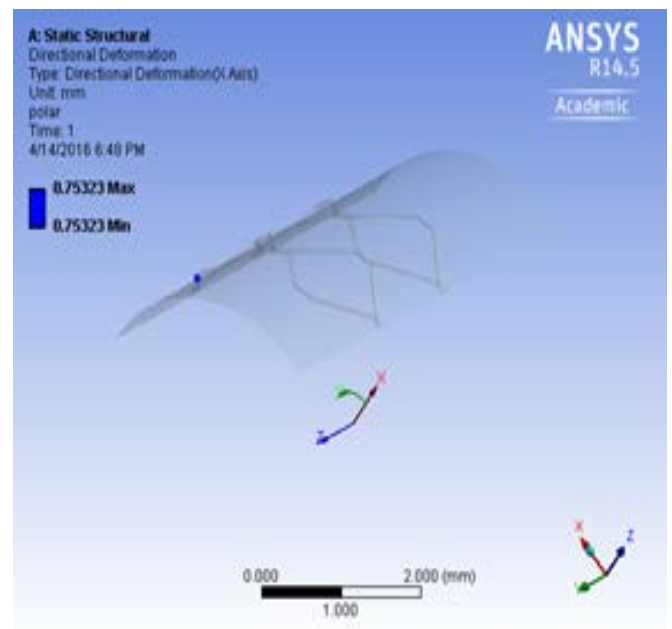 A: Static Structural
Directional Deformation
Type: Directional Deformation(X Axis)
Unit: mm
polar
Time: 1
4/14/2016 6:48 PM
0.75323 Max
0.75323 Min
ANSYS
R14.5
Academic
X
Y
Z
X
Z
Y
0.000
2.000 (mm)
1.000